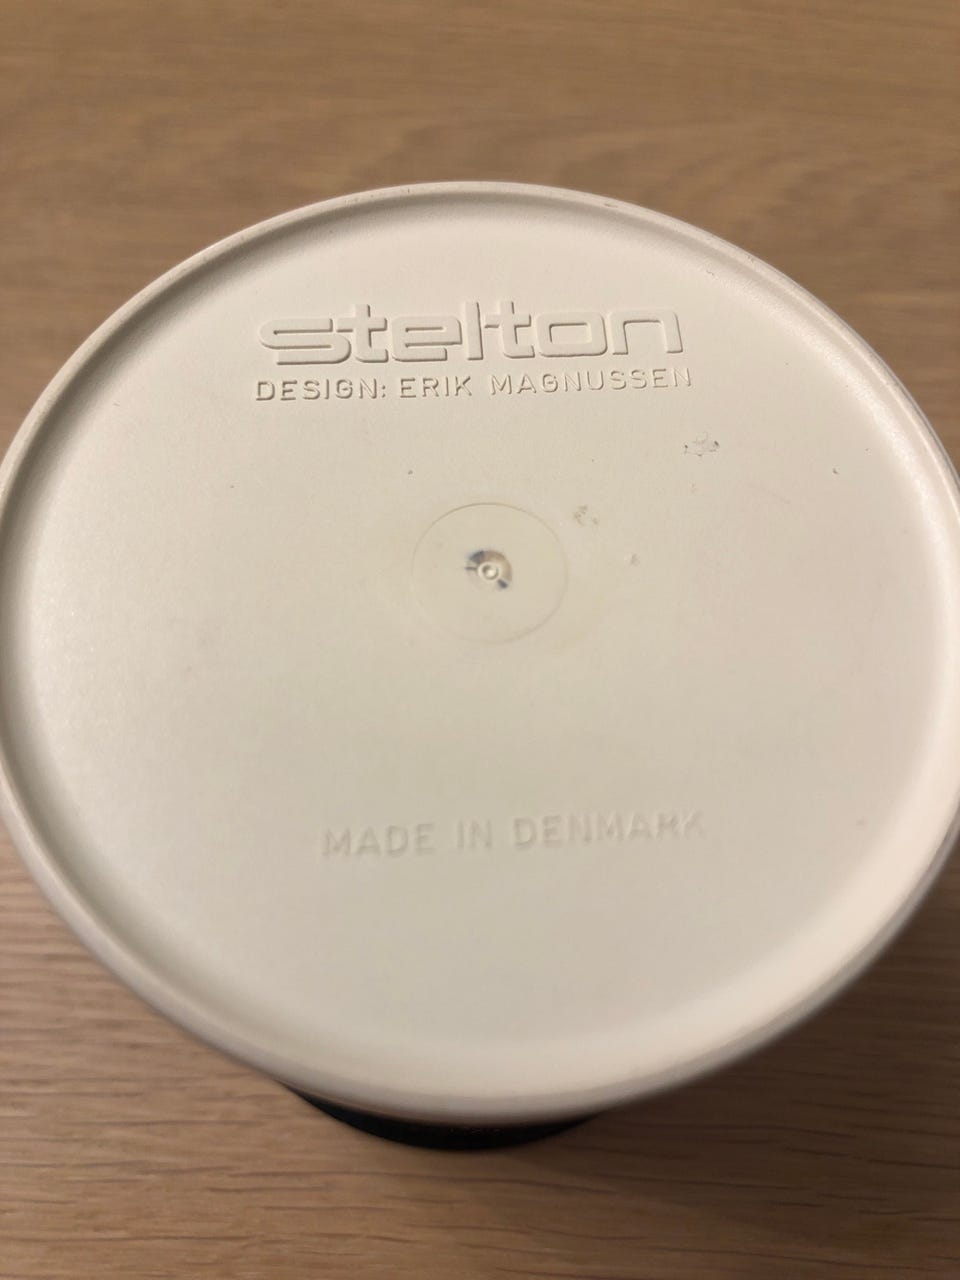 stelton
DESIGN: ERIK MAGNUSSEN
MADE IN DENMARK